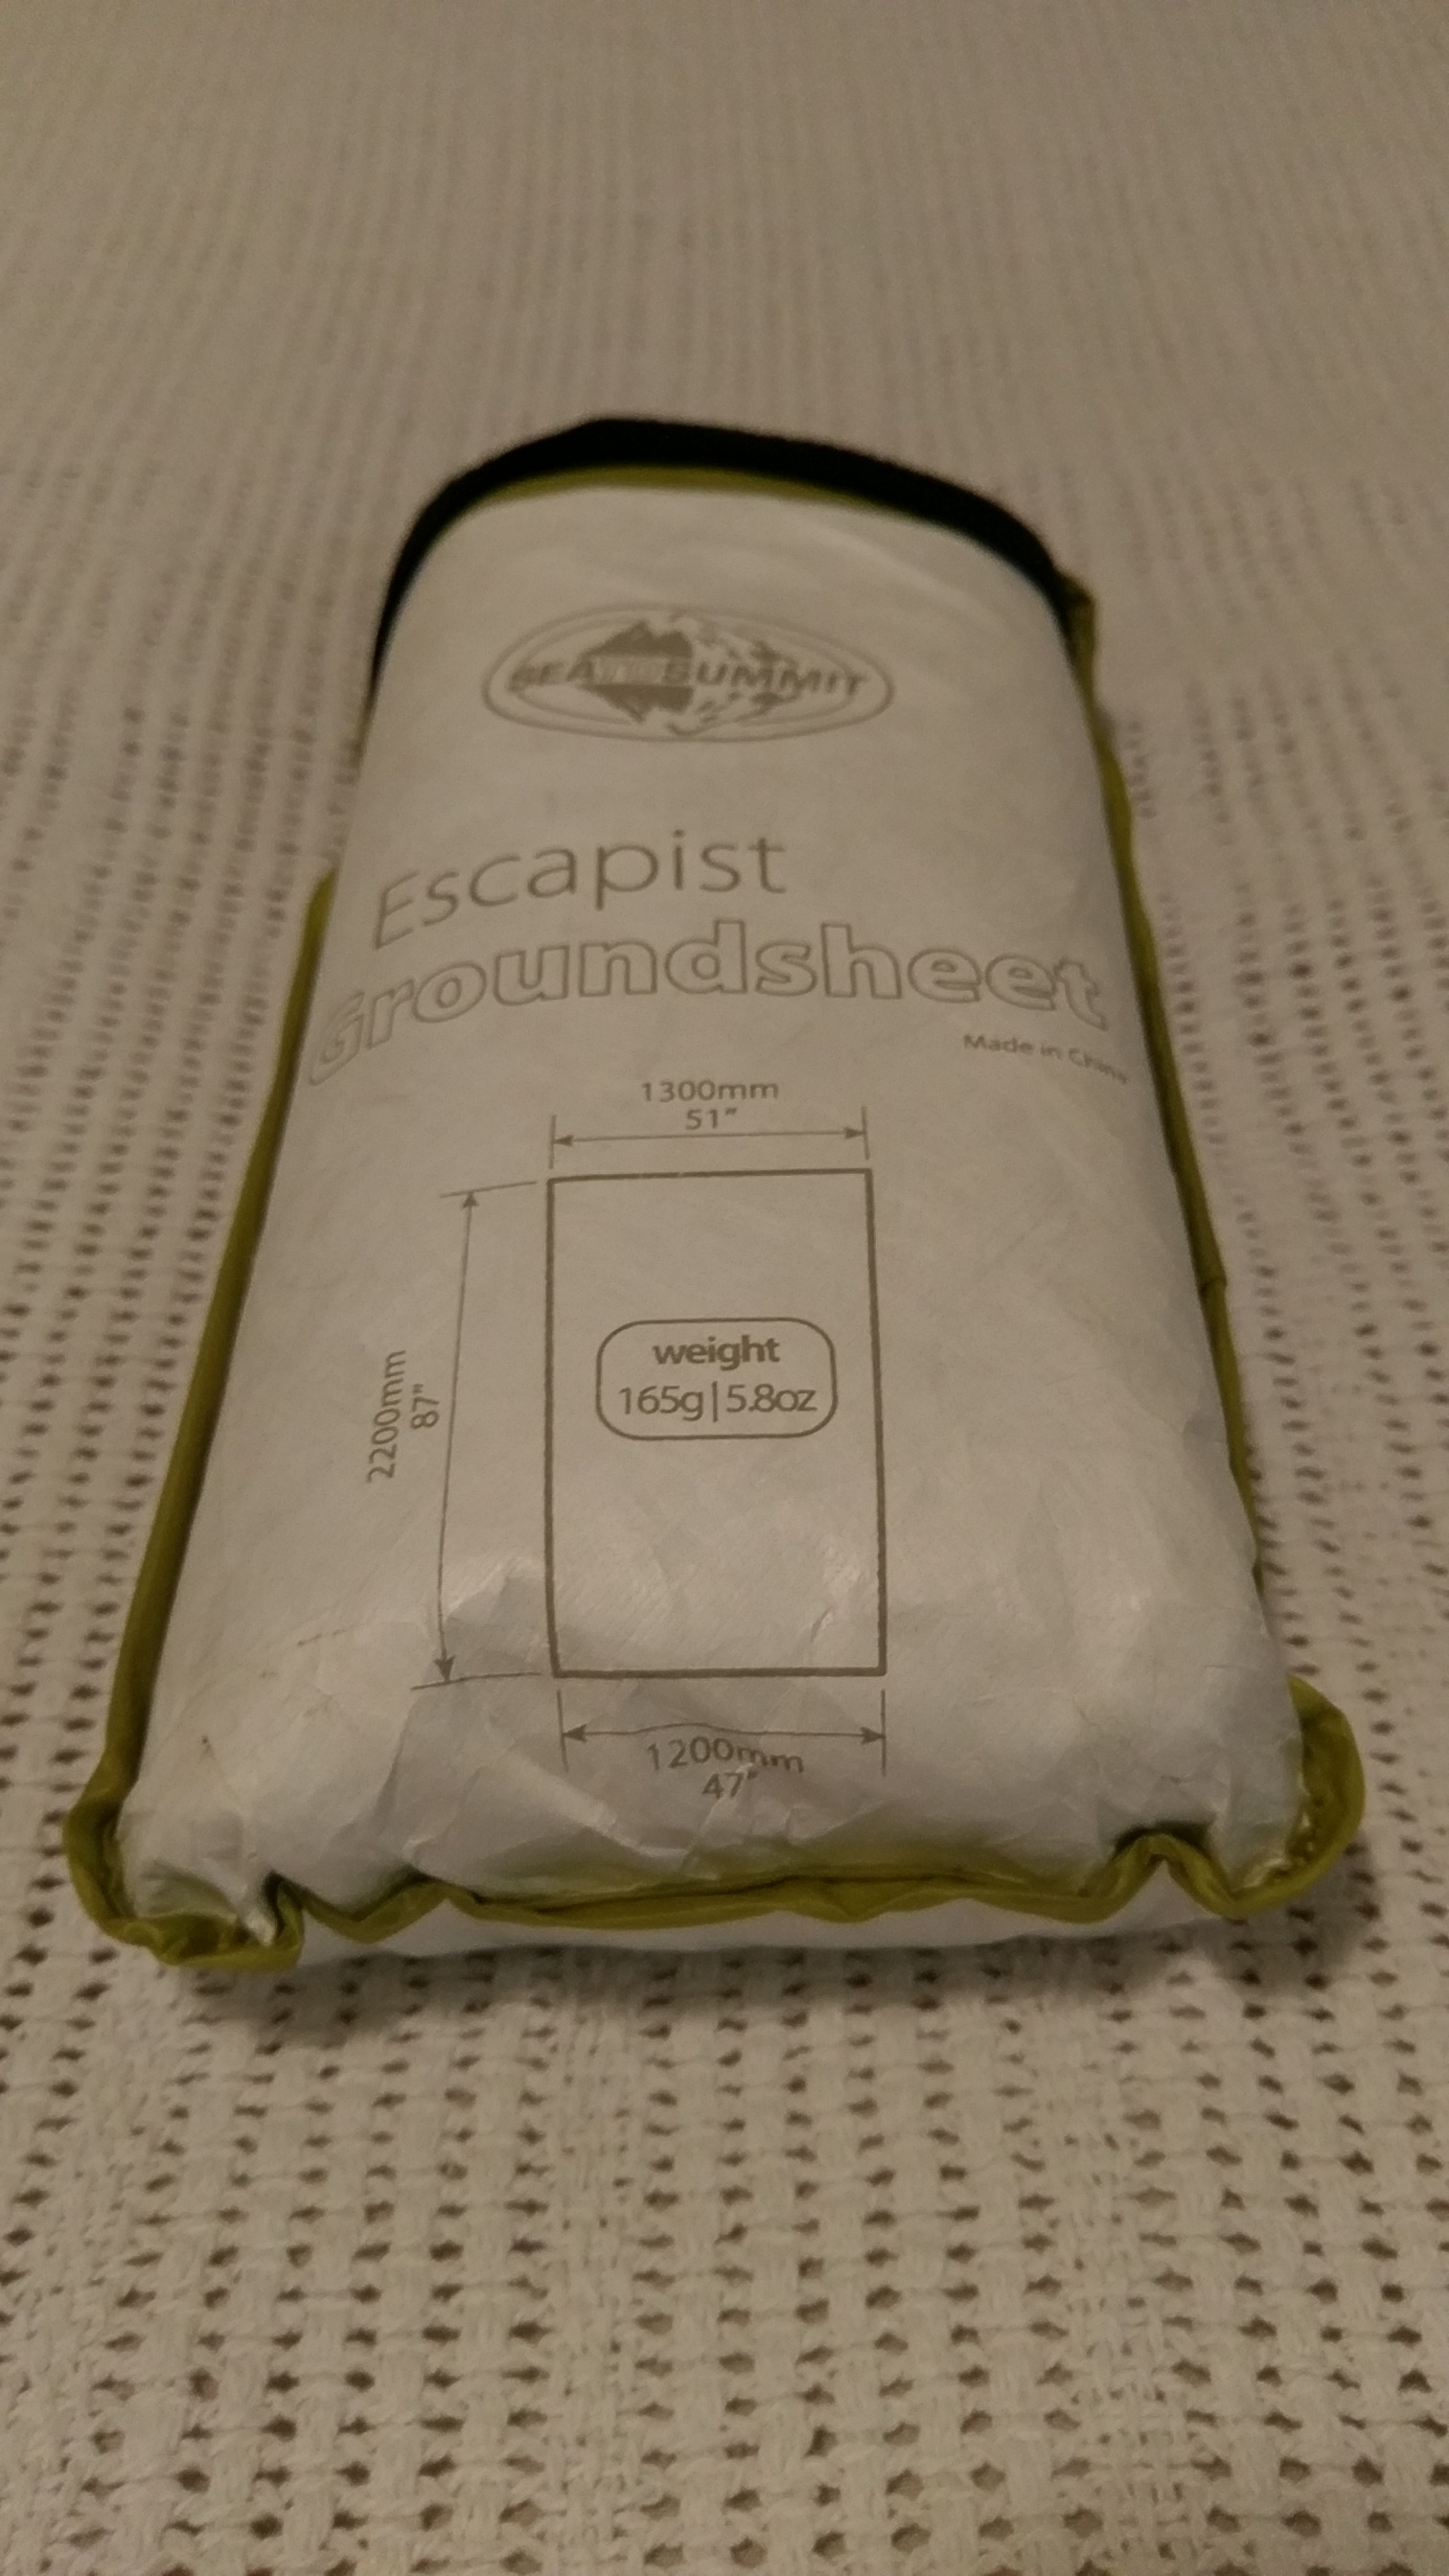 SEA TO SUMMIT
Escapist
Groundsheet
Made in China
1300mm
51"
2200mm
87"
weight
165g|5.8oz
1200mm
47"